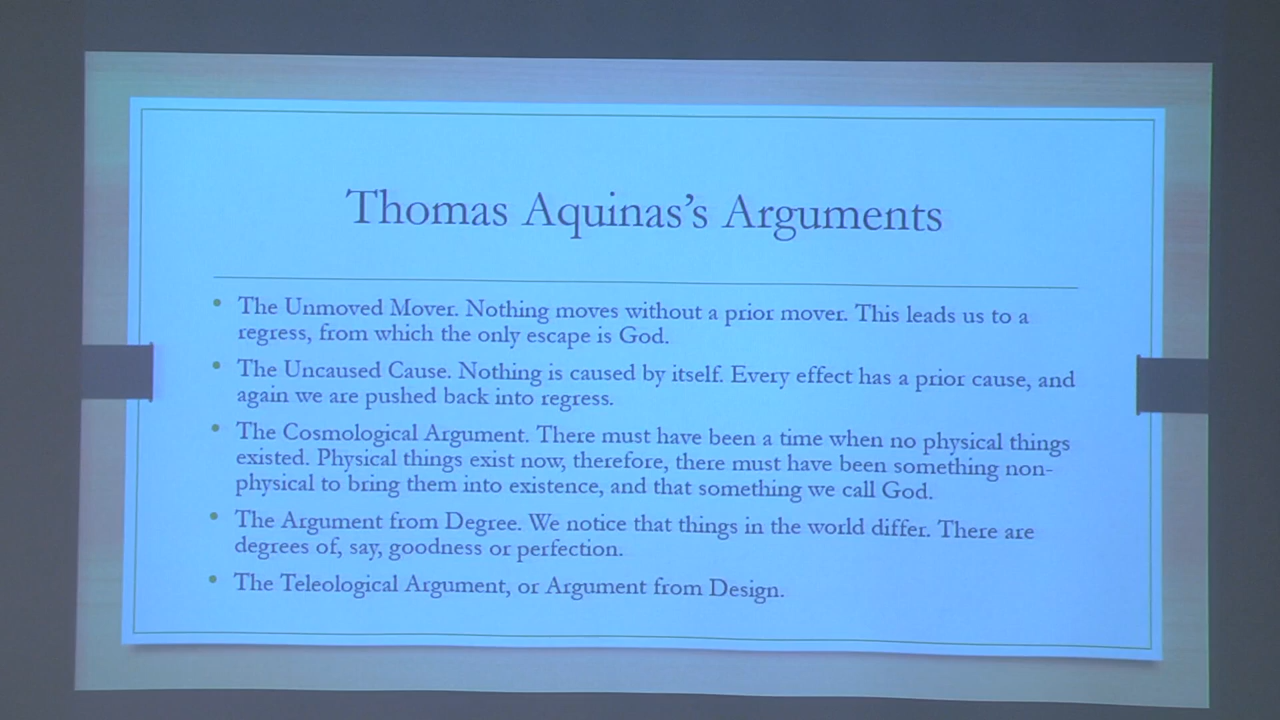 Thomas Aquinas's Arguments
• The Unmoved Mover. Nothing moves without a prior mover. This leads us to a
regress, from which the only escape is God.
• The Uncaused Cause. Nothing is caused by itself. Every effect has a prior cause, and
again we are pushed back into regress.
• The Cosmological Argument. There must have been a time when no physical things
existed. Physical things exist now, therefore, there must have been something non-
physical to bring them into existence, and that something we call God.
• The Argument from Degree. We notice that things in the world differ. There are
degrees of, say, goodness or perfection.
• The Teleological Argument, or Argument from Design.